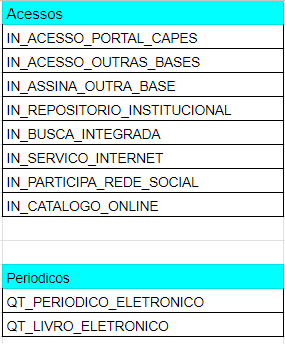 Acessos
IN_ACESSO_PORTAL_CAPES
IN_ACESSO_OUTRAS_BASES
IN_ASSINA_OUTRA_BASE
IN_REPOSITORIO_INSTITUCIONAL
IN_BUSCA_INTEGRADA
IN_SERVICO_INTERNET
IN_PARTICIPA_REDE_SOCIAL
IN_CATALOGO_ONLINE
Periodicos
QT_PERIODICO_ELETRONICO
QT_LIVRO_ELETRONICO